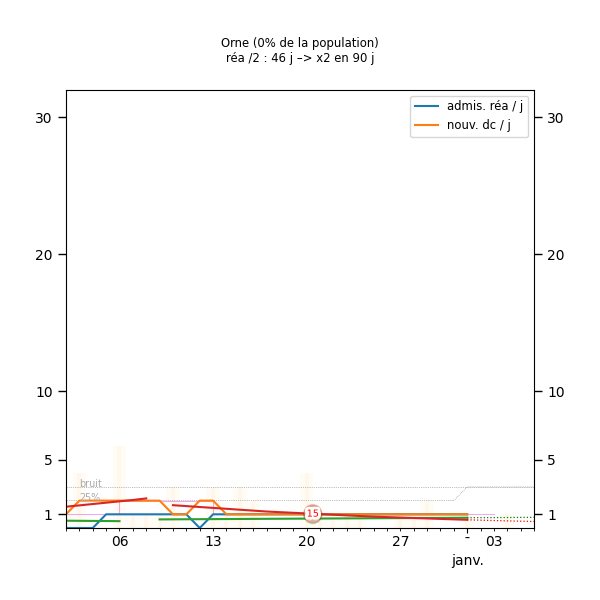 Orne (0% de la population)
réa /2 : 46 j –> x2 en 90 j
admis. réa / j
nouv. dc / j
30 30
20 20
10 10
5 5
bruit
25%
15
1 1
06 13 20 27 - 03
janv.